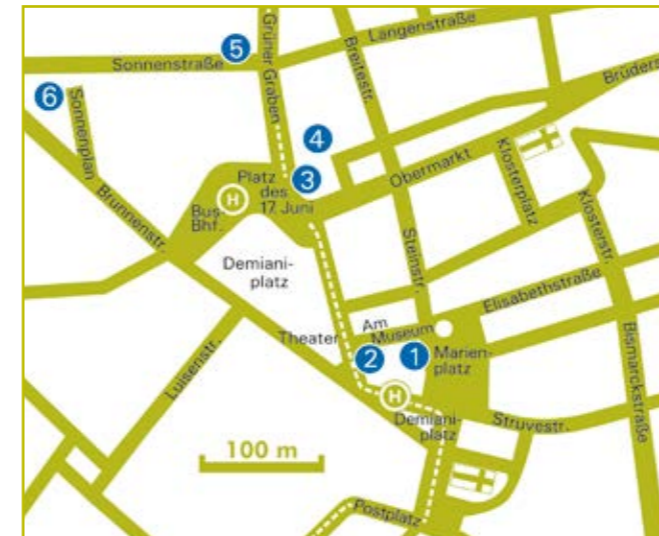 Langenstraße
Breitestr.
Grüner Graben
5
Sonnenstraße
Brüders
6
Sonnenplan
4
Platz
des
17. Juni
3
Obermarkt
Klosterplatz
Klosterstr.
H
Bus-
Bhf.
Brunnenstr.
Steinstr.
Demiani-
platz
Elisabethstraße
Am
Museum
Theater
2
1
Marien-
platz
Bismarckstraße
Luisenstr.
H
Demiani-
platz
Struvestr.
100 m
Postplatz